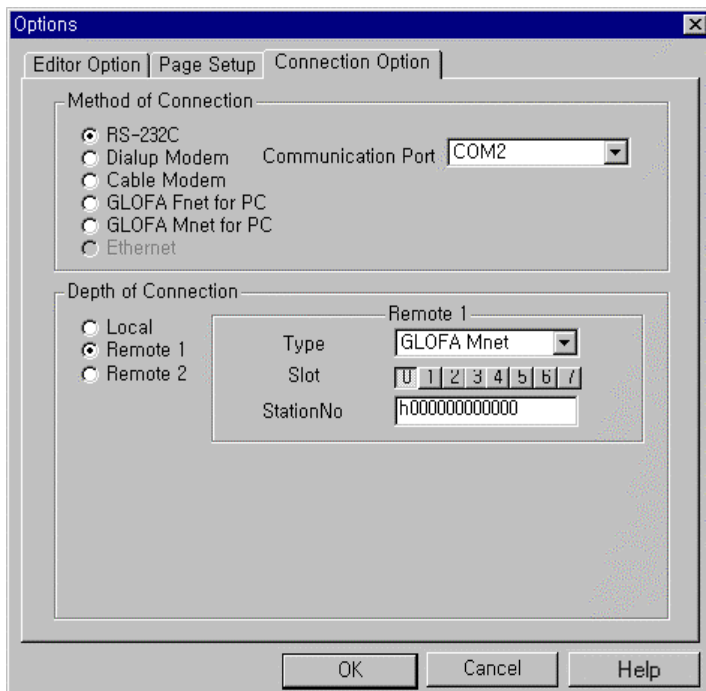 Options
Editor Option Page Setup Connection Option
Method of Connection
RS-232C
Dialup Modem
Communication Port COM2
Cable Modem
GLOFA Fnet for PC
GLOFA Mnet for PC
Ethernet
Depth of Connection
Local
Remote 1
Remote 2
Remote 1
Type GLOFA Mnet
Slot 0 1 2 3 4 5 6 7
StationNo h000000000000
OK Cancel Help